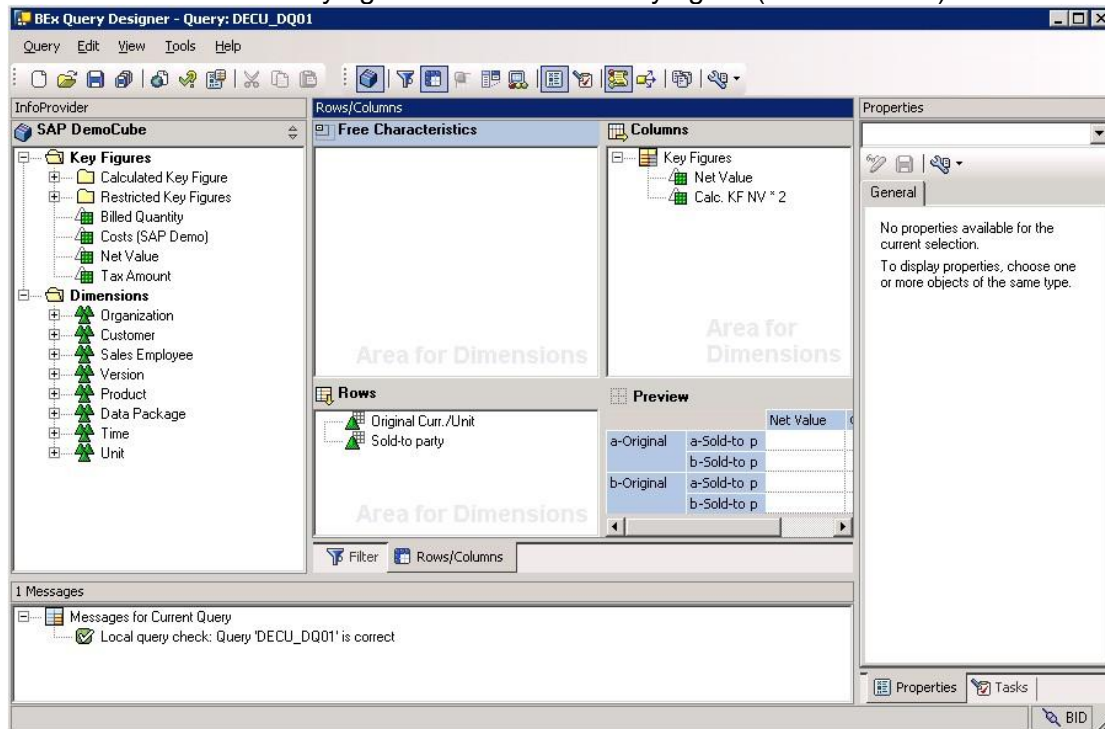 BEx Query Designer - Query: DECU_DQ01
Query Edit View Tools Help
InfoProvider
SAP DemoCube
Key Figures
Calculated Key Figure
Restricted Key Figures
Billed Quantity
Costs (SAP Demo)
Net Value
Tax Amount
Dimensions
Organization
Customer
Sales Employee
Version
Product
Data Package
Time
Unit
Rows/Columns
Free Characteristics
Area for Dimensions
Columns
Key Figures
Net Value
Calc. KF NV * 2
Area for
Dimensions
Rows
Original Curr./Unit
Sold-to party
Area for Dimensions
Preview
Net Value
a-Original a-Sold-to p
b-Sold-to p
b-Original a-Sold-to p
b-Sold-to p
Filter Rows/Columns
Properties
General
No properties available for the
current selection.
To display properties, choose one
or more objects of the same type.
1 Messages
Messages for Current Query
Local query check: Query 'DECU_DQ01' is correct
Properties Tasks
BID